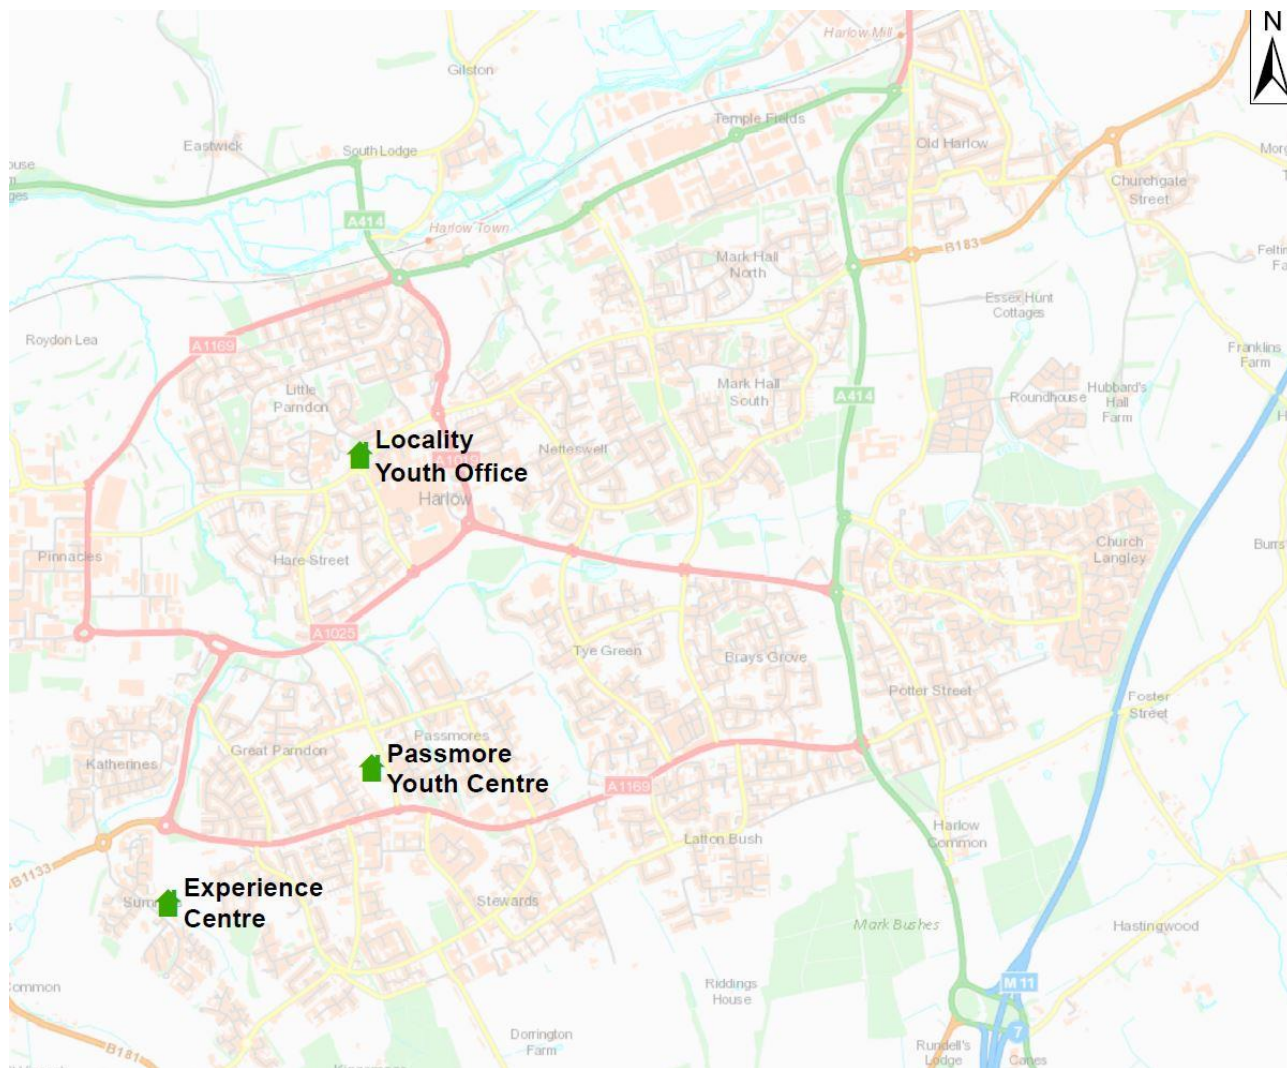 N
Harlow Mill
Gilston
Temple Fields
Eastwick
South Lodge
Old Harlow
Churchgate
Street
A414
Harlow Town
B183
Mark Hall
North
Essex Hunt
Cottages
Roydon Lea
A1169
Franklins
Farm
Little
Parndon
Mark Hall
South
A414
Roundhouse
Hubbard's
Hall
Farm
Locality
Youth Office
Netteswell
Harlow
Pinnacles
Hare Street
Church
Langley
A1025
Tye Green
Brays Grove
Potter Street
Foster
Street
Great Parndon
Passmores
Katherines
Passmore
Youth Centre
A1169
Latton Bush
Harlow
Common
B1133
Experience
Centre
Stewards
Mark Bushes
Hastingwood
Common
Riddings
House
M 11
7
Dorrington
Farm
B181
Rundell's
Lodge